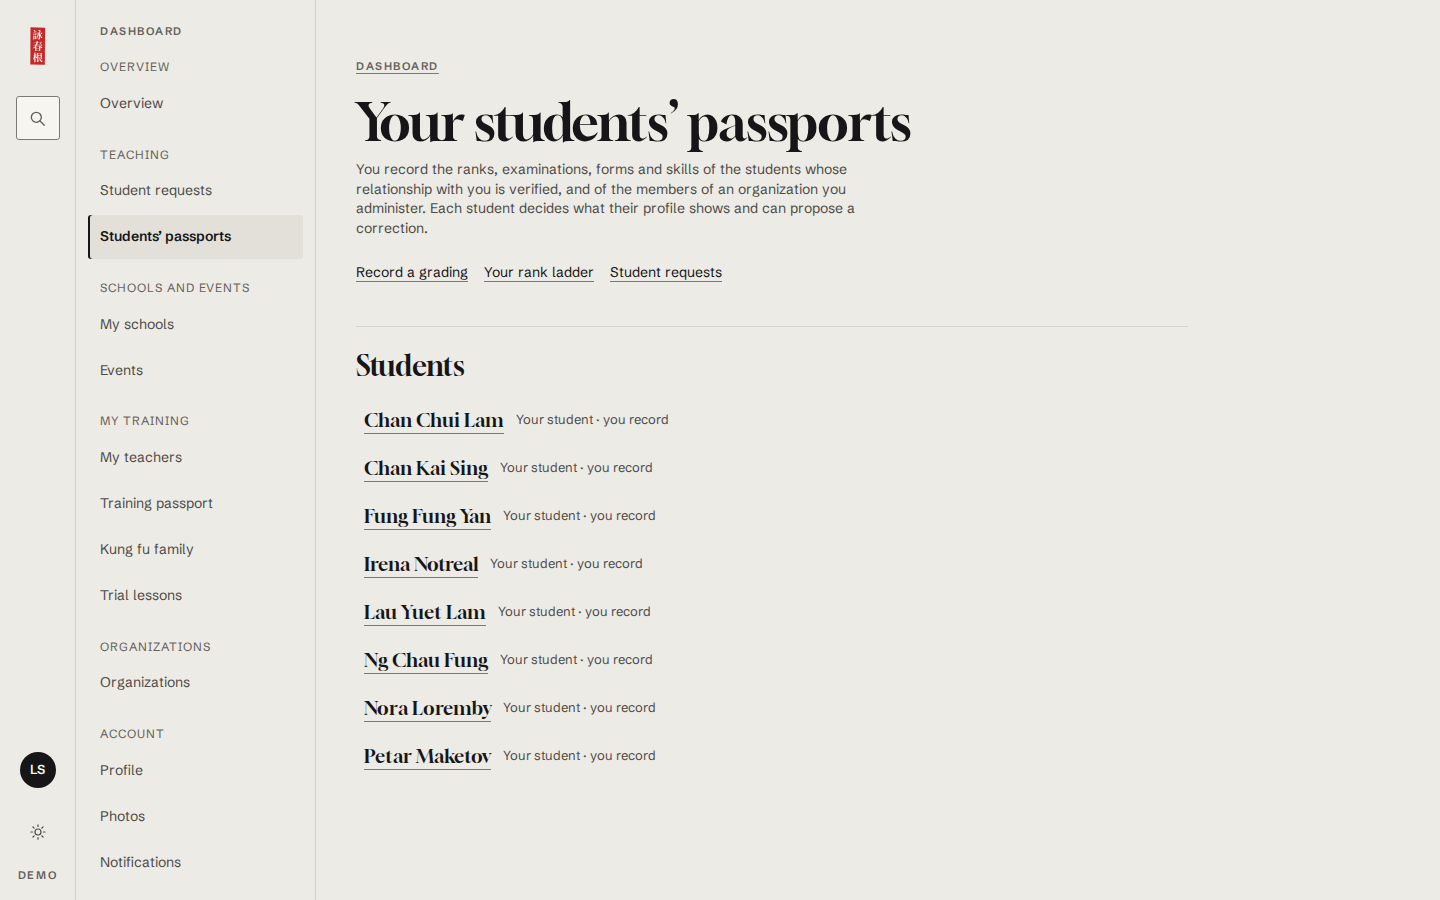 詠春根
DASHBOARD
OVERVIEW
Overview
TEACHING
Student requests
Students’ passports
SCHOOLS AND EVENTS
My schools
Events
MY TRAINING
My teachers
Training passport
Kung fu family
Trial lessons
ORGANIZATIONS
Organizations
ACCOUNT
Profile
Photos
Notifications
LS
DEMO
DASHBOARD
Your students’ passports
You record the ranks, examinations, forms and skills of the students whose
relationship with you is verified, and of the members of an organization you
administer. Each student decides what their profile shows and can propose a
correction.
Record a grading Your rank ladder Student requests
Students
Chan Chui Lam Your student · you record
Chan Kai Sing Your student · you record
Fung Fung Yan Your student · you record
Irena Notreal Your student · you record
Lau Yuet Lam Your student · you record
Ng Chau Fung Your student · you record
Nora Loremby Your student · you record
Petar Maketov Your student · you record